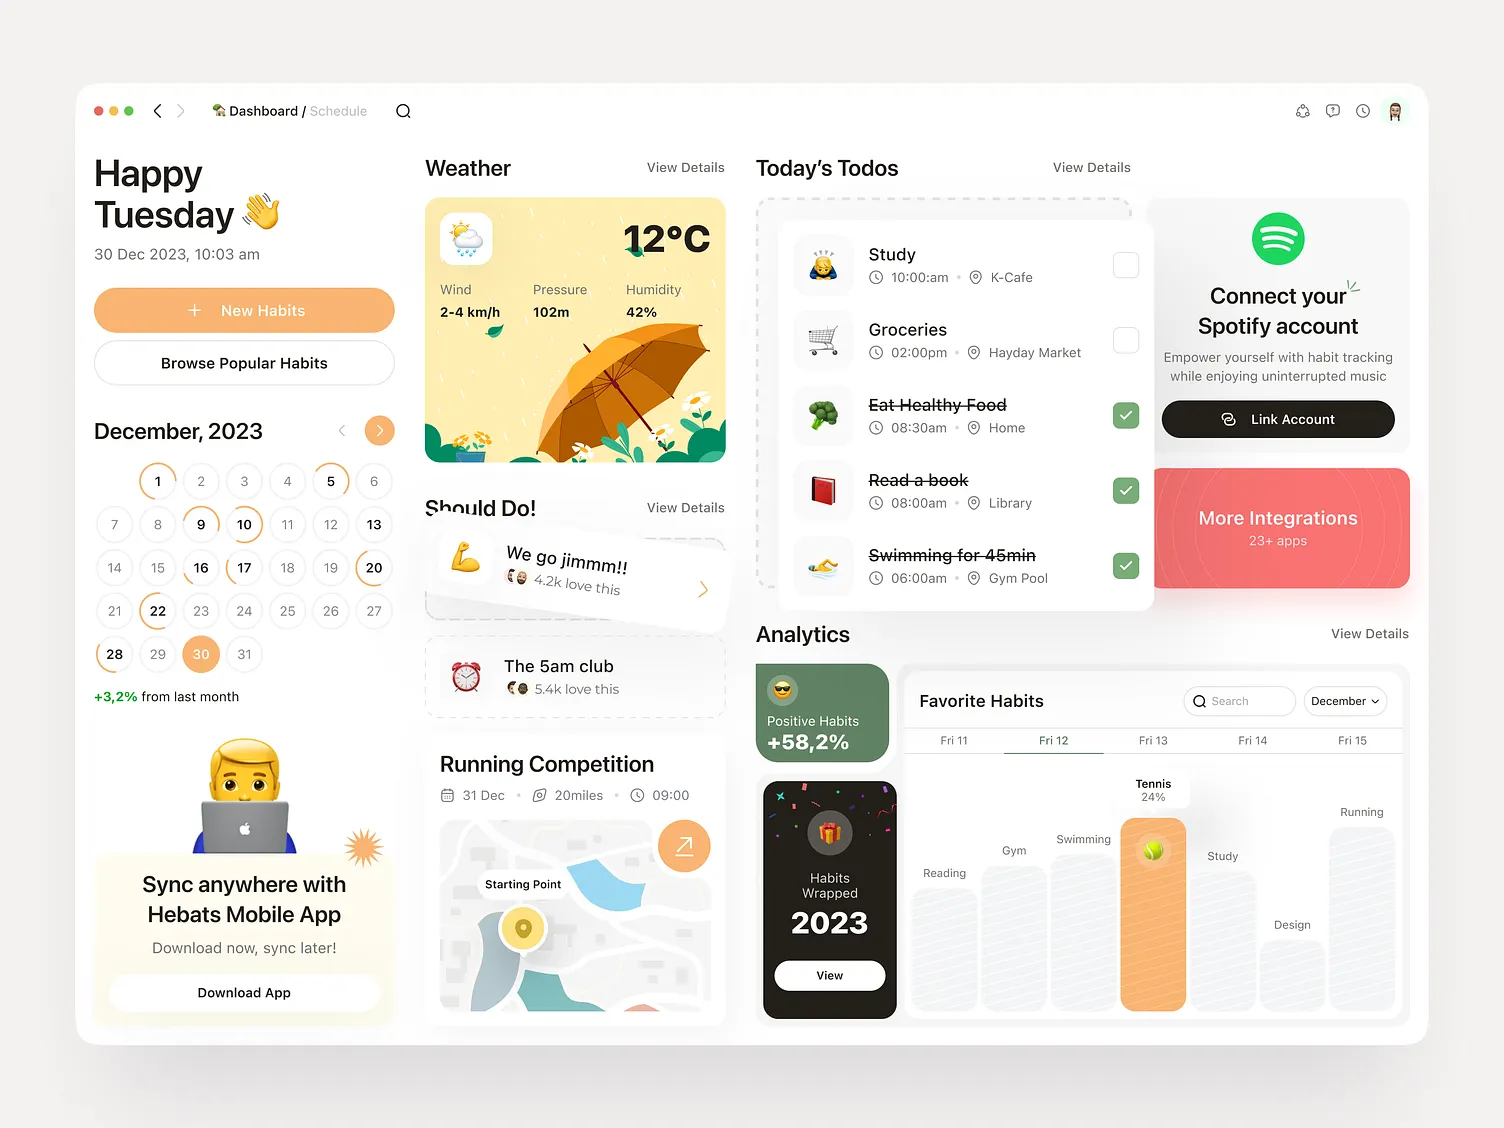 Dashboard / Schedule
Happy
Tuesday
30 Dec 2023, 10:03 am
+ New Habits
Browse Popular Habits
December, 2023
1 2 3 4 5 6
7 8 9 10 11 12 13
14 15 16 17 18 19 20
21 22 23 24 25 26 27
28 29 30 31
+3,2% from last month
Sync anywhere with
Hebats Mobile App
Download now, sync later!
Download App
Weather
View Details
12°C
Wind Pressure Humidity
2-4 km/h 102m 42%
Should Do!
View Details
We go jimmm!!
4.2k love this
The 5am club
5.4k love this
Running Competition
31 Dec • 20miles • 09:00
Starting Point
Today's Todos
View Details
Study
10:00:am • K-Cafe
Groceries
02:00pm • Hayday Market
Eat Healthy Food
08:30am • Home
Read a book
08:00am • Library
Swimming for 45min
06:00am • Gym Pool
Connect your
Spotify account
Empower yourself with habit tracking
while enjoying uninterrupted music
Link Account
More Integrations
23+ apps
Analytics
View Details
Positive Habits
+58,2%
Habits
Wrapped
2023
View
Favorite Habits
Search
December
Fri 11 Fri 12 Fri 13 Fri 14 Fri 15
Reading
Gym
Swimming
Tennis
24%
Study
Design
Running